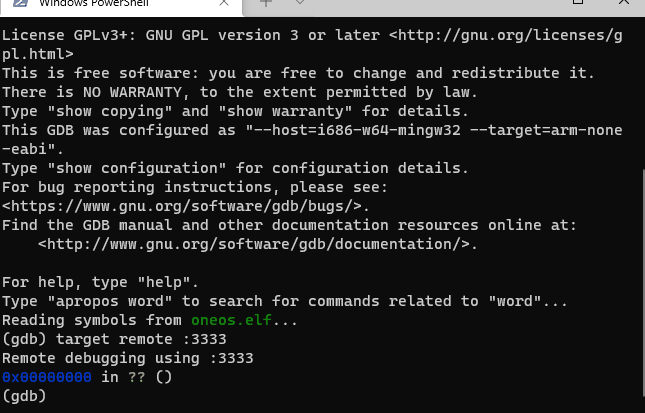 Windows PowerShell
License GPLv3+: GNU GPL version 3 or later <http://gnu.org/licenses/g
pl.html>
This is free software: you are free to change and redistribute it.
There is NO WARRANTY, to the extent permitted by law.
Type "show copying" and "show warranty" for details.
This GDB was configured as "--host=i686-w64-mingw32 --target=arm-none
-eabi".
Type "show configuration" for configuration details.
For bug reporting instructions, please see:
<https://www.gnu.org/software/gdb/bugs/>.
Find the GDB manual and other documentation resources online at:
    <http://www.gnu.org/software/gdb/documentation/>.

For help, type "help".
Type "apropos word" to search for commands related to "word"...
Reading symbols from oneos.elf...
(gdb) target remote :3333
Remote debugging using :3333
0x00000000 in ?? ()
(gdb)